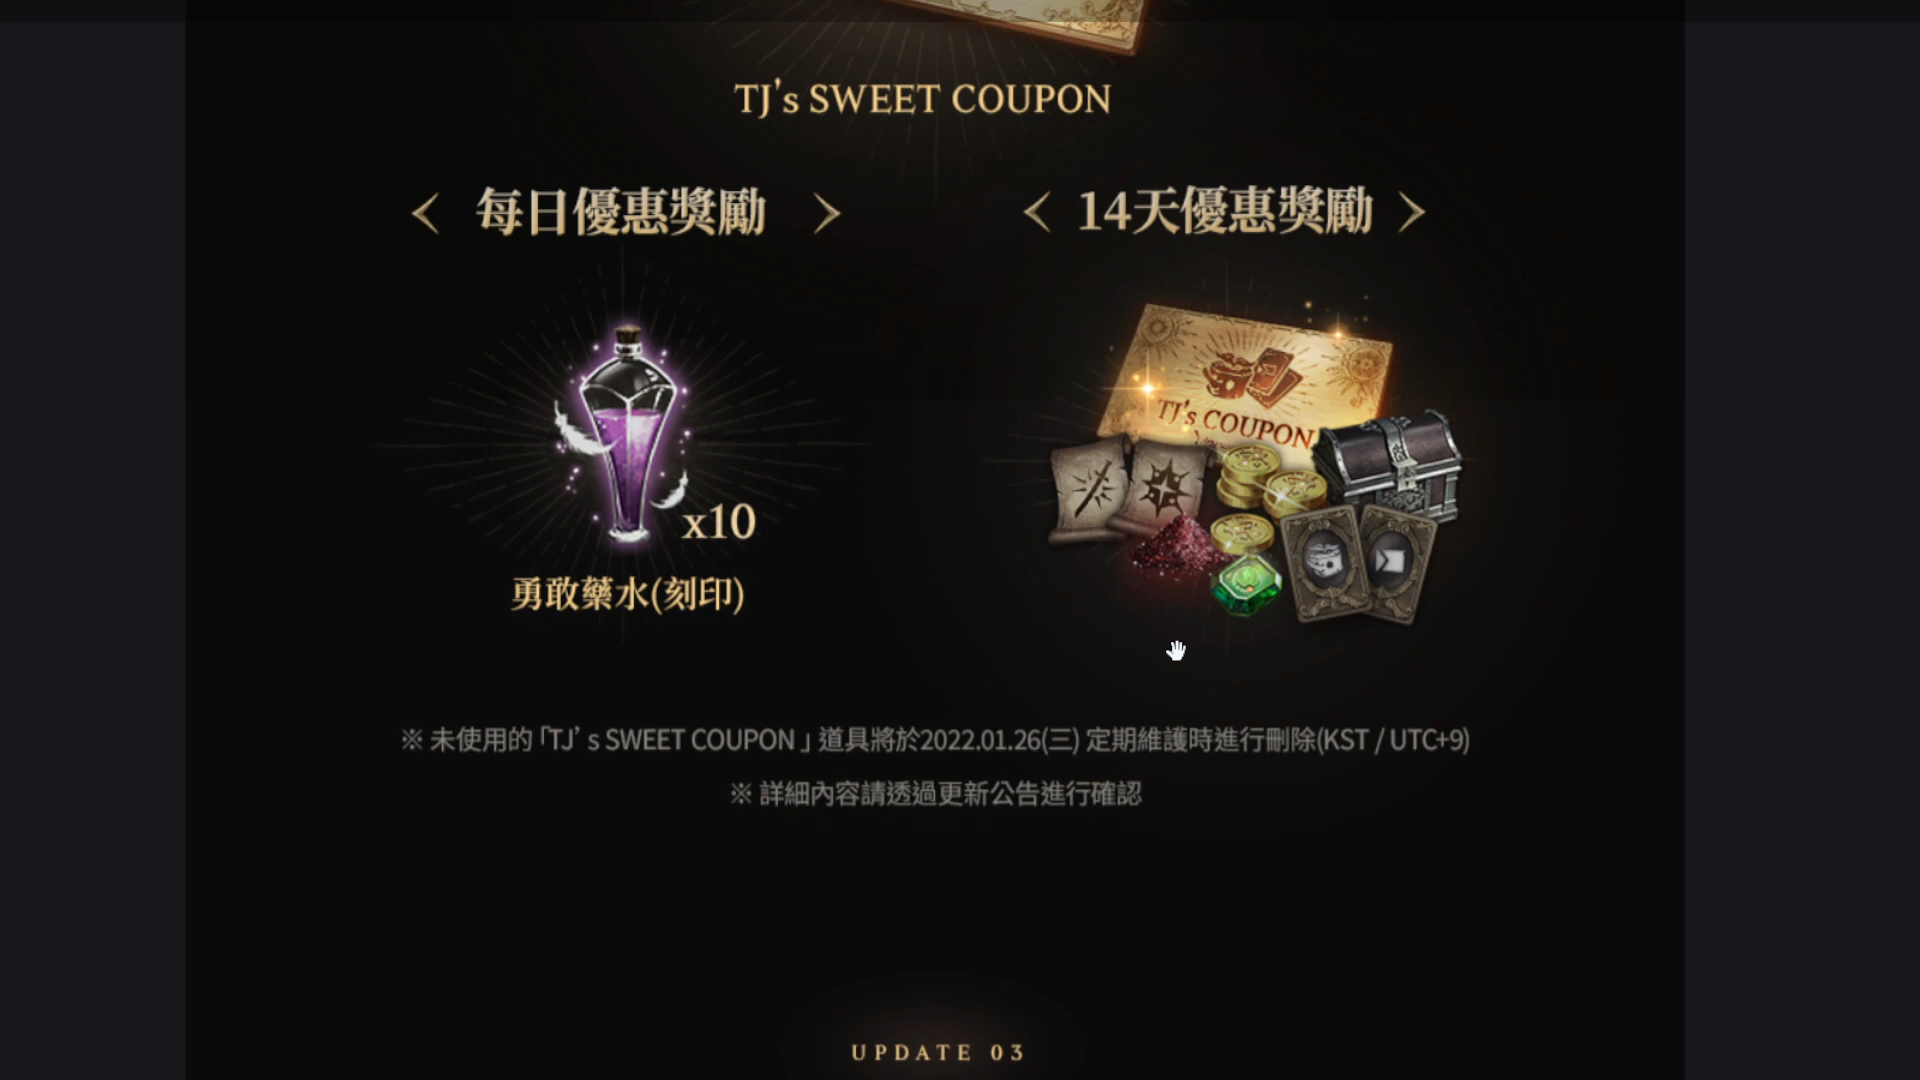 TJ's SWEET COUPON
< 每日優惠獎勵 >
< 14天優惠獎勵 >
TJ's COUPON
x10
勇敢藥水(刻印)
※ 未使用的「TJ's SWEET COUPON」道具將於2022.01.26(三) 定期維護時進行刪除(KST / UTC+9)
※ 詳細內容請透過更新公告進行確認
UPDATE 03